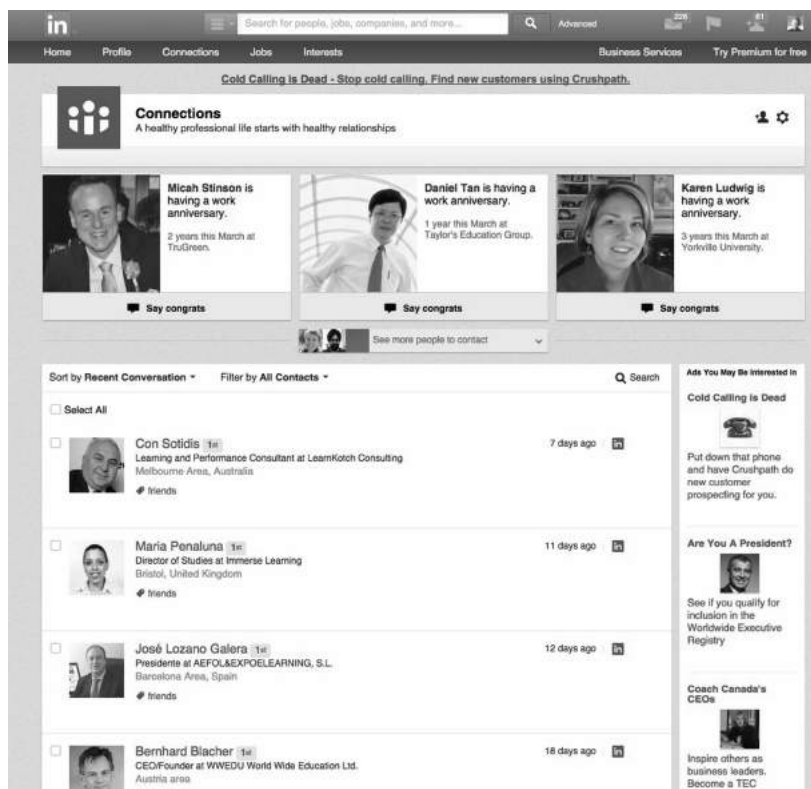 in
Search for people, jobs, companies, and more...
Advanced
226
61
Home Profile Connections Jobs Interests Business Services Try Premium for free
Cold Calling is Dead - Stop cold calling. Find new customers using Crushpath.
Connections
A healthy professional life starts with healthy relationships
Micah Stinson is
having a work
anniversary.
2 years this March at
TruGreen.
Say congrats
Daniel Tan is having a
work anniversary.
1 year this March at
Taylor's Education Group.
Say congrats
Karen Ludwig is
having a work
anniversary.
3 years this March at
Yorkville University.
Say congrats
See more people to contact
Sort by Recent Conversation Filter by All Contacts Search
Select All
Con Sotidis 1st 7 days ago in
Learning and Performance Consultant at LearnKotch Consulting
Melbourne Area, Australia
friends
Maria Penaluna 1st 11 days ago in
Director of Studies at Immerse Learning
Bristol, United Kingdom
friends
José Lozano Galera 1st 12 days ago in
Presidente at AEFOL&EXPOELEARNING, S.L.
Barcelona Area, Spain
friends
Bernhard Blacher 1st 18 days ago in
CEO/Founder at WWEDU World Wide Education Ltd.
Austria area
Ads You May Be Interested In
Cold Calling is Dead
Put down that phone
and have Crushpath do
new customer
prospecting for you.
Are You A President?
See if you qualify for
inclusion in the
Worldwide Executive
Registry
Coach Canada's
CEOs
Inspire others as
business leaders.
Become a TEC